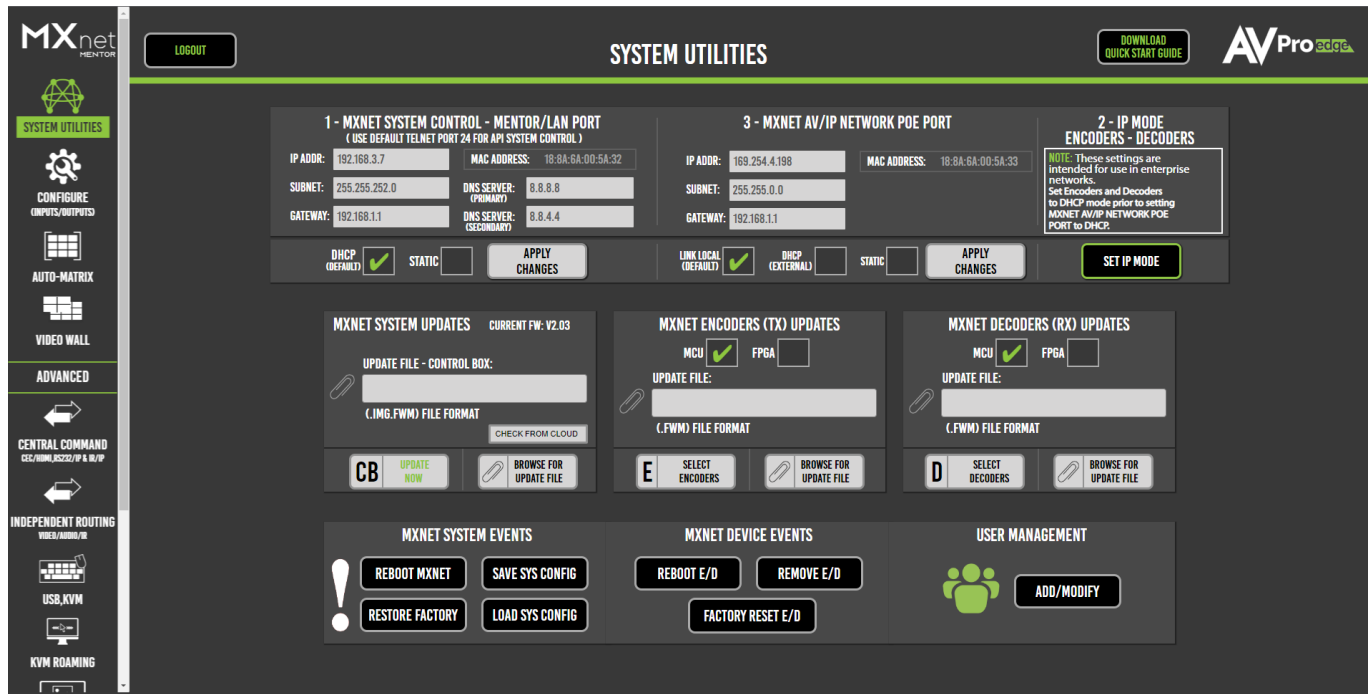 MXnet
MENTOR
LOGOUT
SYSTEM UTILITIES
DOWNLOAD
QUICK START GUIDE
AVPro edge
SYSTEM UTILITIES
CONFIGURE
(INPUTS/OUTPUTS)
AUTO-MATRIX
VIDEO WALL
ADVANCED
CENTRAL COMMAND
CEC/HDMI,RS232/IP & IR/IP
INDEPENDENT ROUTING
VIDEO/AUDIO/IR
USB,KVM
KVM ROAMING
1 - MXNET SYSTEM CONTROL - MENTOR/LAN PORT
( USE DEFAULT TELNET PORT 24 FOR API SYSTEM CONTROL )
IP ADDR: 192.168.3.7 MAC ADDRESS: 18:8A:6A:00:5A:32
SUBNET: 255.255.252.0 DNS SERVER: 8.8.8.8
(PRIMARY)
GATEWAY: 192.168.1.1 DNS SERVER: 8.8.4.4
(SECONDARY)
DHCP
(DEFAULT)
STATIC
APPLY
CHANGES
3 - MXNET AV/IP NETWORK POE PORT
IP ADDR: 169.254.4.198 MAC ADDRESS: 18:8A:6A:00:5A:33
SUBNET: 255.255.0.0
GATEWAY: 192.168.1.1
LINK LOCAL
(DEFAULT)
DHCP
(EXTERNAL)
STATIC
APPLY
CHANGES
2 - IP MODE
ENCODERS - DECODERS
NOTE: These settings are
intended for use in enterprise
networks.
Set Encoders and Decoders
to DHCP mode prior to setting
MXNET AV/IP NETWORK POE
PORT to DHCP.
SET IP MODE
MXNET SYSTEM UPDATES CURRENT FW: V2.03
UPDATE FILE - CONTROL BOX:
(.IMG.FWM) FILE FORMAT
CHECK FROM CLOUD
CB UPDATE
NOW
BROWSE FOR
UPDATE FILE
MXNET ENCODERS (TX) UPDATES
MCU FPGA
UPDATE FILE:
(.FWM) FILE FORMAT
E SELECT
ENCODERS
BROWSE FOR
UPDATE FILE
MXNET DECODERS (RX) UPDATES
MCU FPGA
UPDATE FILE:
(.FWM) FILE FORMAT
D SELECT
DECODERS
BROWSE FOR
UPDATE FILE
MXNET SYSTEM EVENTS
!
REBOOT MXNET SAVE SYS CONFIG
RESTORE FACTORY LOAD SYS CONFIG
MXNET DEVICE EVENTS
REBOOT E/D REMOVE E/D
FACTORY RESET E/D
USER MANAGEMENT
ADD/MODIFY